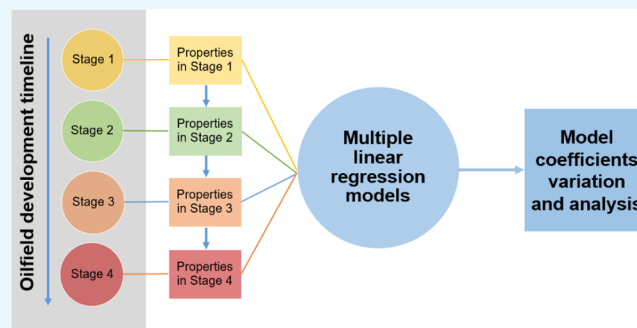 Oilfield development timeline
Stage 1
Properties
in Stage 1
Stage 2
Properties
in Stage 2
Stage 3
Properties
in Stage 3
Stage 4
Properties
in Stage 4
Multiple
linear
regression
models
Model
coefficients
variation
and analysis